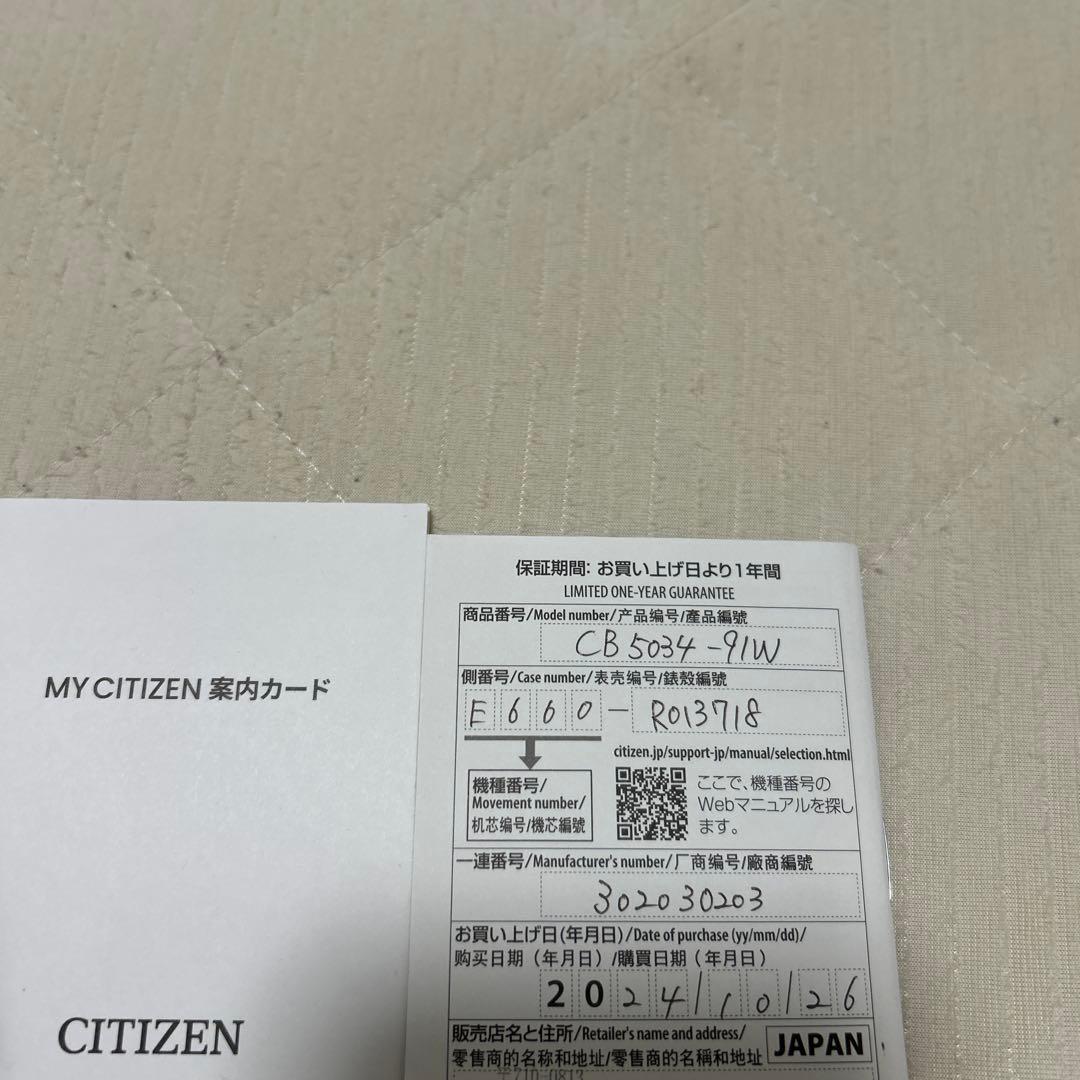 MY CITIZEN 案内カード
CITIZEN
保証期間: お買い上げ日より1年間
LIMITED ONE-YEAR GUARANTEE
商品番号/Model number/产品编号/產品編號
CB5034-91W
側番号/Case number/表壳编号/錶殼編號
E660-R013718
citizen.jp/support-jp/manual/selection.html
機種番号/
Movement number/
机芯编号/機芯編號
ここで、機種番号の
Webマニュアルを探し
ます。
一連番号/Manufacturer's number/厂商编号/廠商編號
302030203
お買い上げ日(年月日)/Date of purchase (yy/mm/dd)/
购买日期（年月日）/購買日期（年月日）
2024/10/26
販売店名と住所/Retailer's name and address/
零售商的名称和地址/零售商的名稱和地址
JAPAN
〒710-0813